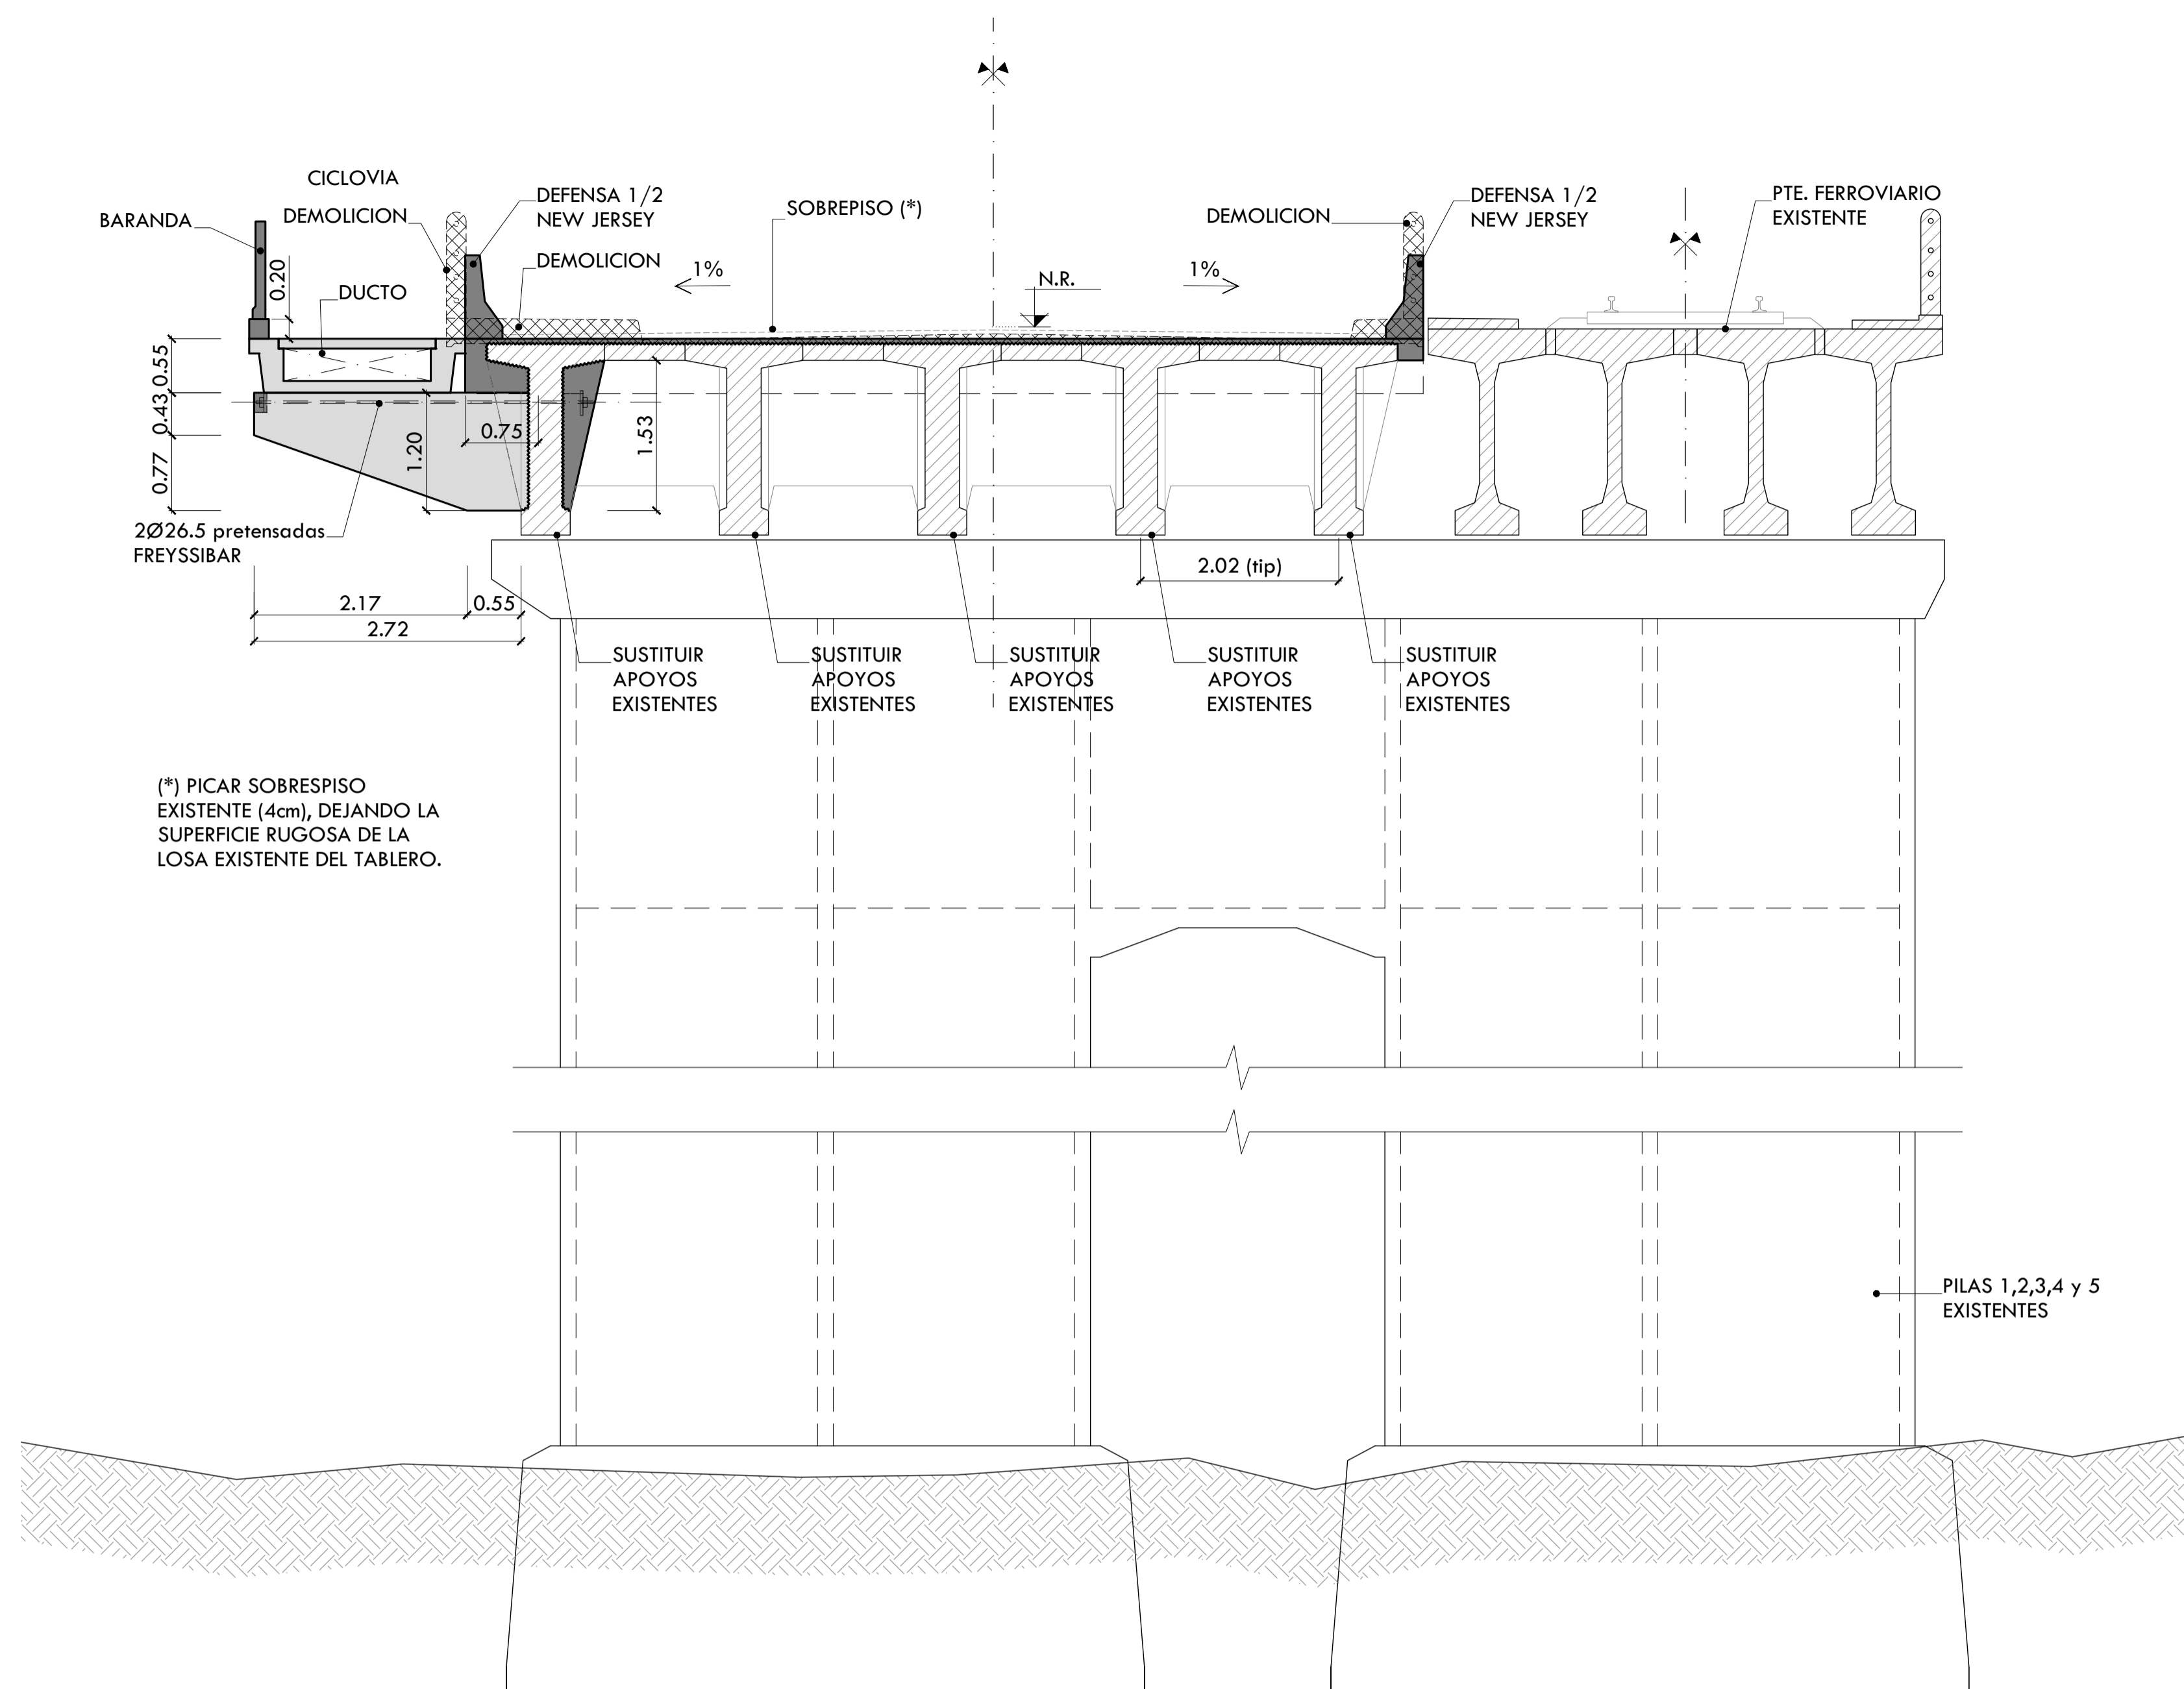 CICLOVIA
BARANDA
DEMOLICION
DEFENSA 1/2
NEW JERSEY
DEMOLICION
SOBREPISO (*)
DEMOLICION
DEFENSA 1/2
NEW JERSEY
PTE. FERROVIARIO
EXISTENTE
0.20
DUCTO
1%
N.R.
1%
0.55
0.43
0.77
1.20
0.75
1.53
2Ø26.5 pretensadas
FREYSSIBAR
2.02 (tip)
2.17
0.55
2.72
SUSTITUIR
APOYOS
EXISTENTES
SUSTITUIR
APOYOS
EXISTENTES
SUSTITUIR
APOYOS
EXISTENTES
SUSTITUIR
APOYOS
EXISTENTES
SUSTITUIR
APOYOS
EXISTENTES
(*) PICAR SOBRESPISO
EXISTENTE (4cm), DEJANDO LA
SUPERFICIE RUGOSA DE LA
LOSA EXISTENTE DEL TABLERO.
PILAS 1,2,3,4 y 5
EXISTENTES